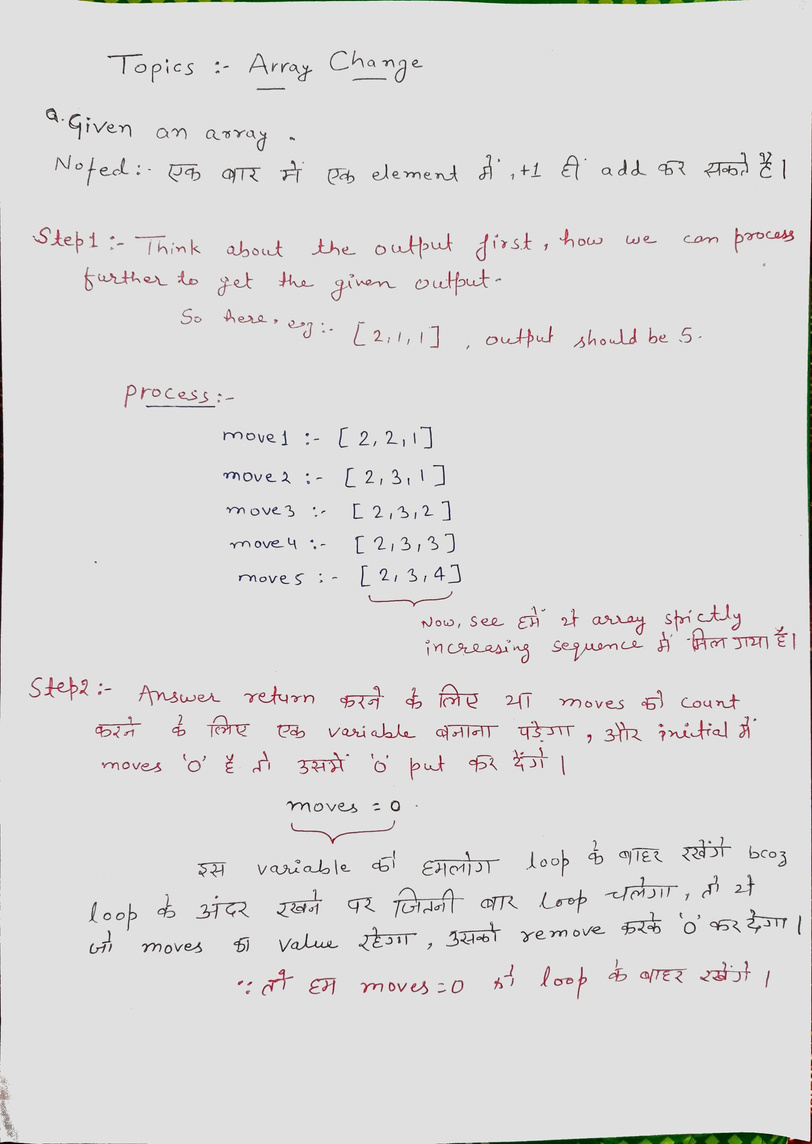 Topics :- Array Change
Q. Given an array.
Noted:- एक बार में एक element में, +1 ही add कर सकते है।
Step1 :- Think about the output first, how we can process
further to get the given output-
So here, eg:- [2,1,1], output should be 5.
process:-
move1 :- [2,2,1]
move2 :- [2,3,1]
move3 :- [2,3,2]
move4 :- [2,3,3]
move5 :- [2,3,4]
Now, see हमें ये array strictly
increasing sequence में मिल गया है।
Step2:- Answer return करने के लिए या moves को count
करने के लिए एक variable बनाना पड़ेगा, और initial में
moves '0' है तो उसमें '0' put कर देंगे।
moves = 0.
इस variable को हमलोग loop के बाहर रखेंगे bcoz
loop के अंदर रखने पर जितनी बार loop चलेगा, तो ये
जो moves का value रहेगा, उसको remove करके '0' कर देगा।
∵ तो हम moves=0 को loop के बाहर रखेंगे।